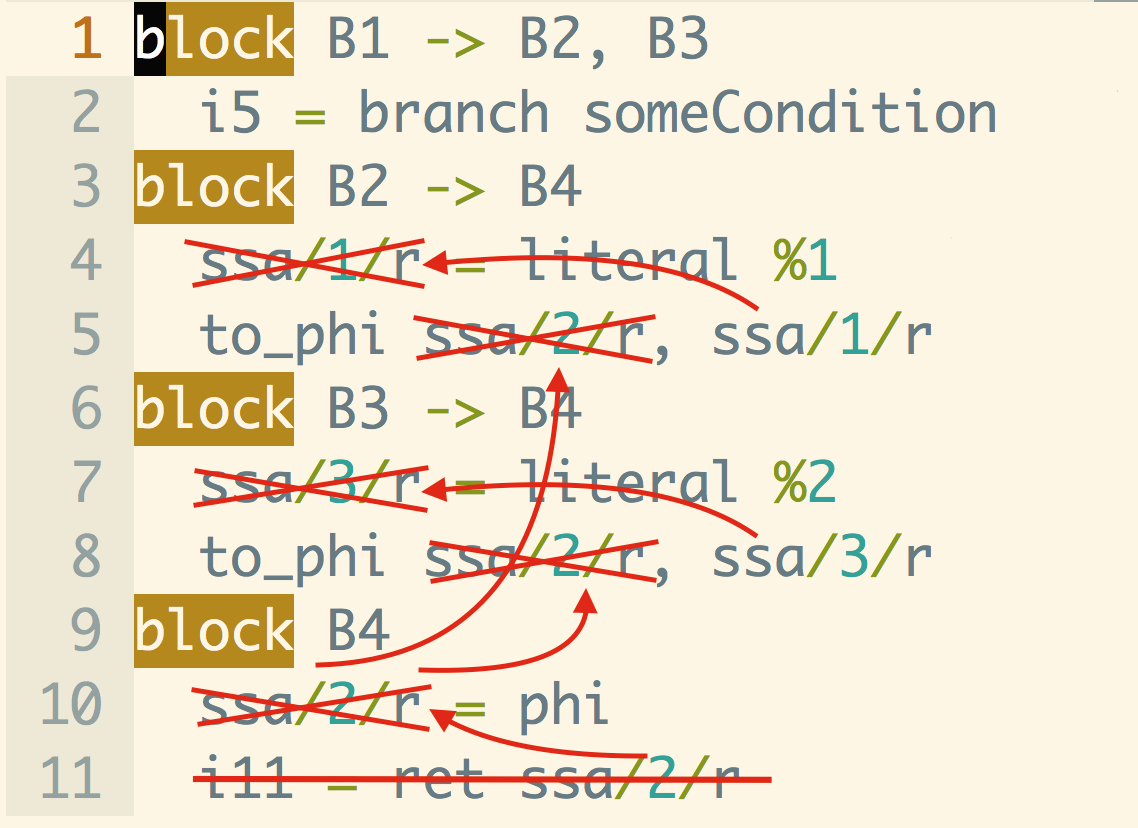 1 block B1 -> B2, B3
2 i5 = branch someCondition
3 block B2 -> B4
4 ssa/1/r = literal %1
5 to_phi ssa/2/r, ssa/1/r
6 block B3 -> B4
7 ssa/3/r = literal %2
8 to_phi ssa/2/r, ssa/3/r
9 block B4
10 ssa/2/r = phi
11 i11 = ret ssa/2/r